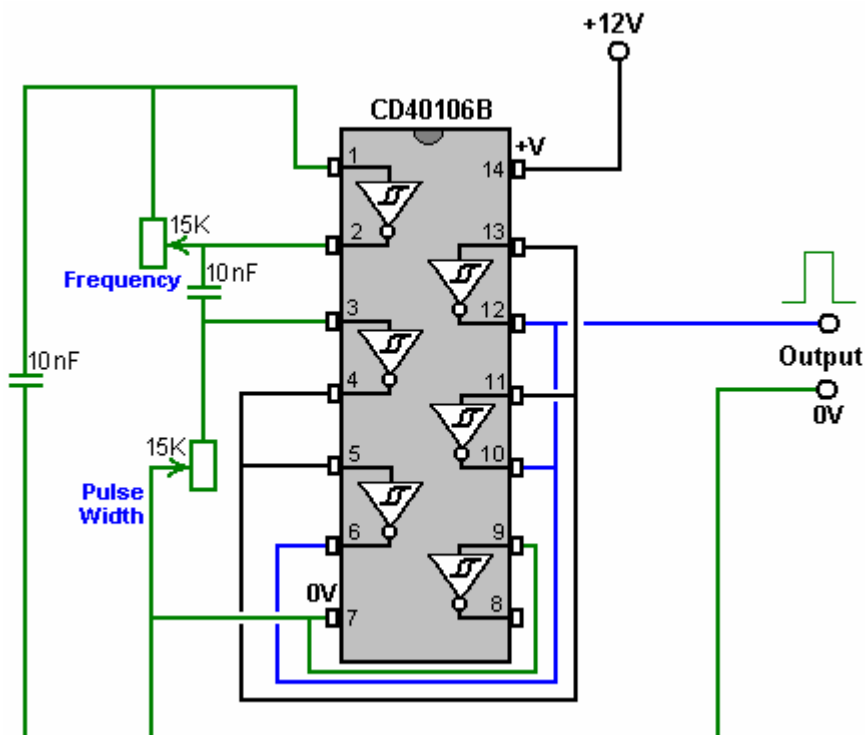 +12V
CD40106B
+V
1
14
15K
2
13
Frequency
10nF
3
12
Output
0V
10nF
4
11
15K
5
10
Pulse
Width
6
9
0V
7
8